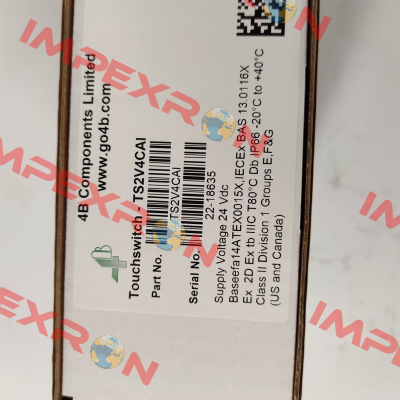 4B Components Limited
www.go4b.com
4B
Touchswitch - TS2V4CAI
Part No.
TS2V4CAI
Serial No.
22-18635
Supply Voltage 24 Vdc
Baseefa14ATEX0015X,IECEx BAS 13.0116X
Ex 2D Ex tb IIIC T80°C Db IP66 -20°C to +40°C
Class II Division 1 Groups E,F&G
(US and Canada)
IMPEXRON
IMPEXRON
IMPEXRON